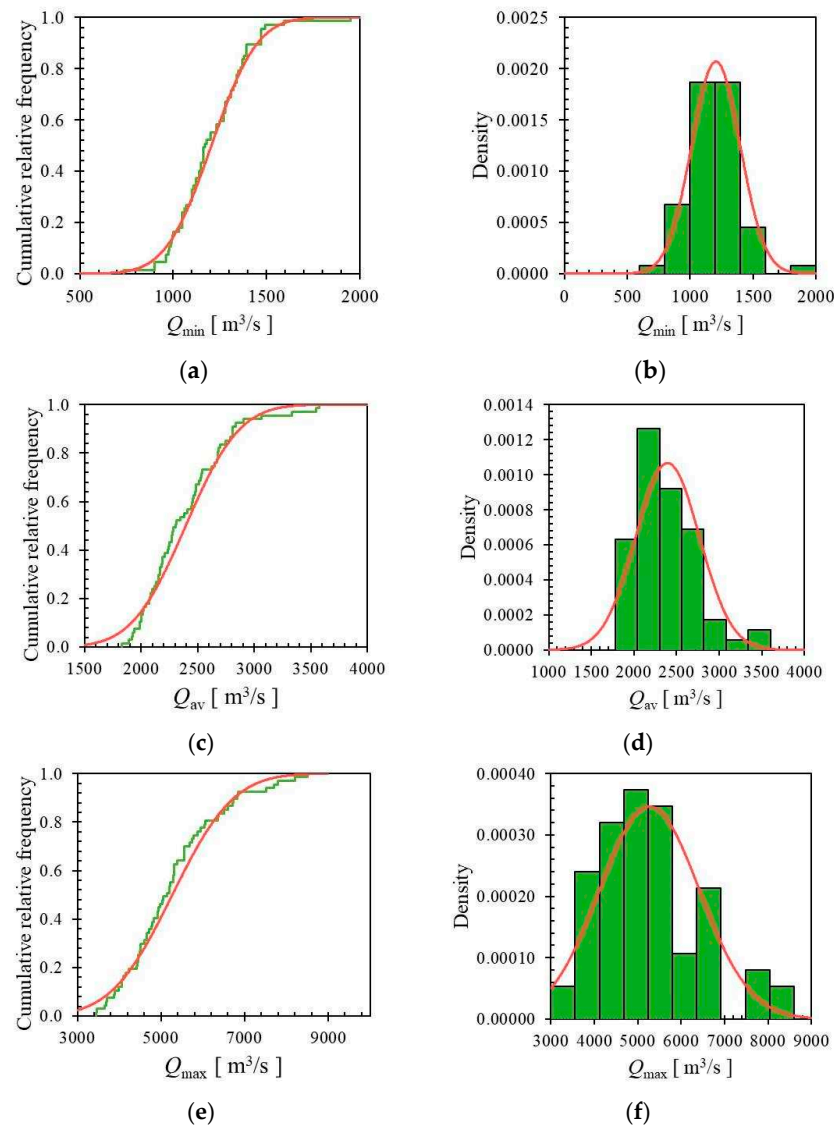 Cumulative relative frequency
1.0
0.8
0.6
0.4
0.2
0.0
500 1000 1500 2000
Qmin [ m³/s ]
(a)
Density
0.0025
0.0020
0.0015
0.0010
0.0005
0.0000
0 500 1000 1500 2000
Qmin [ m³/s ]
(b)
Cumulative relative frequency
1.0
0.8
0.6
0.4
0.2
0.0
1500 2000 2500 3000 3500 4000
Qav [ m³/s ]
(c)
Density
0.0014
0.0012
0.0010
0.0008
0.0006
0.0004
0.0002
0.0000
1000 1500 2000 2500 3000 3500 4000
Qav [ m³/s ]
(d)
Cumulative relative frequency
1.0
0.8
0.6
0.4
0.2
0.0
3000 5000 7000 9000
Qmax [ m³/s ]
(e)
Density
0.00040
0.00030
0.00020
0.00010
0.00000
3000 4000 5000 6000 7000 8000 9000
Qmax [ m³/s ]
(f)